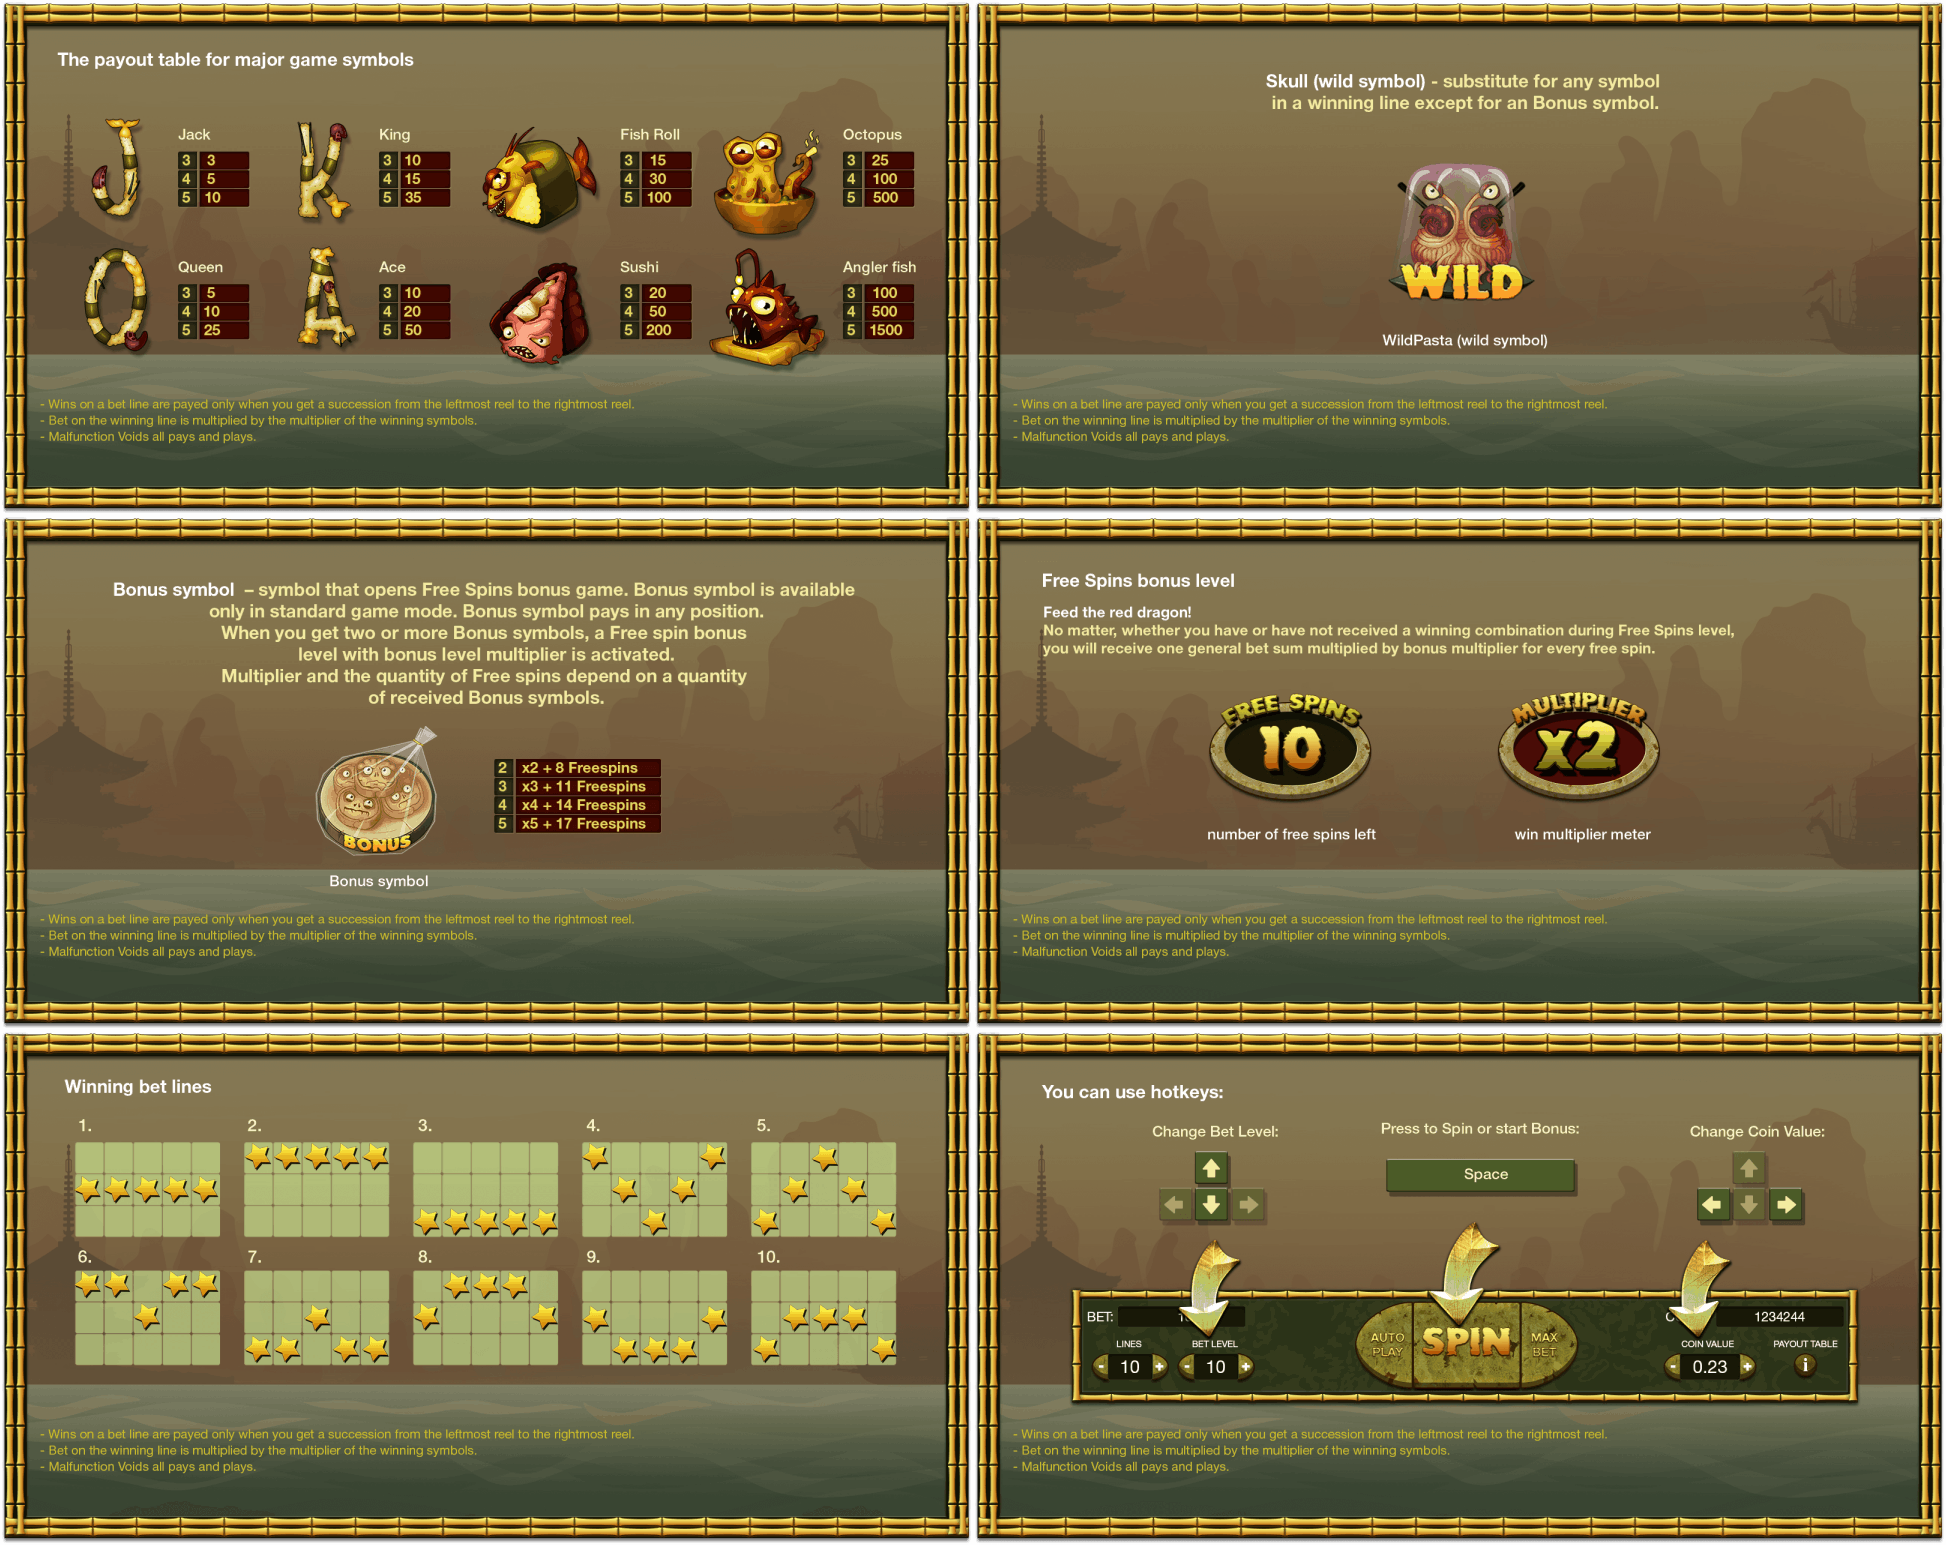 The payout table for major game symbols
Jack
3 3
4 5
5 10
King
3 10
4 15
5 35
Fish Roll
3 15
4 30
5 100
Octopus
3 25
4 100
5 500
Queen
3 5
4 10
5 25
Ace
3 10
4 20
5 50
Sushi
3 20
4 50
5 200
Angler fish
3 100
4 500
5 1500
- Wins on a bet line are payed only when you get a succession from the leftmost reel to the rightmost reel.
- Bet on the winning line is multiplied by the multiplier of the winning symbols.
- Malfunction Voids all pays and plays.
Skull (wild symbol) - substitute for any symbol
in a winning line except for an Bonus symbol.
WILD
WildPasta (wild symbol)
- Wins on a bet line are payed only when you get a succession from the leftmost reel to the rightmost reel.
- Bet on the winning line is multiplied by the multiplier of the winning symbols.
- Malfunction Voids all pays and plays.
Bonus symbol – symbol that opens Free Spins bonus game. Bonus symbol is available
only in standard game mode. Bonus symbol pays in any position.
When you get two or more Bonus symbols, a Free spin bonus
level with bonus level multiplier is activated.
Multiplier and the quantity of Free spins depend on a quantity
of received Bonus symbols.
BONUS
2 x2 + 8 Freespins
3 x3 + 11 Freespins
4 x4 + 14 Freespins
5 x5 + 17 Freespins
Bonus symbol
- Wins on a bet line are payed only when you get a succession from the leftmost reel to the rightmost reel.
- Bet on the winning line is multiplied by the multiplier of the winning symbols.
- Malfunction Voids all pays and plays.
Free Spins bonus level
Feed the red dragon!
No matter, whether you have or have not received a winning combination during Free Spins level,
you will receive one general bet sum multiplied by bonus multiplier for every free spin.
FREE SPINS
10
MULTIPLIER
x2
number of free spins left
win multiplier meter
- Wins on a bet line are payed only when you get a succession from the leftmost reel to the rightmost reel.
- Bet on the winning line is multiplied by the multiplier of the winning symbols.
- Malfunction Voids all pays and plays.
Winning bet lines
1. 2. 3. 4. 5.
6. 7. 8. 9. 10.
- Wins on a bet line are payed only when you get a succession from the leftmost reel to the rightmost reel.
- Bet on the winning line is multiplied by the multiplier of the winning symbols.
- Malfunction Voids all pays and plays.
You can use hotkeys:
Change Bet Level:
Press to Spin or start Bonus:
Change Coin Value:
Space
BET:
1234244
LINES
BET LEVEL
AUTO
PLAY
SPIN
MAX
BET
COIN VALUE
PAYOUT TABLE
- 10 +
- 10 +
- 0.23 +
i
- Wins on a bet line are payed only when you get a succession from the leftmost reel to the rightmost reel.
- Bet on the winning line is multiplied by the multiplier of the winning symbols.
- Malfunction Voids all pays and plays.